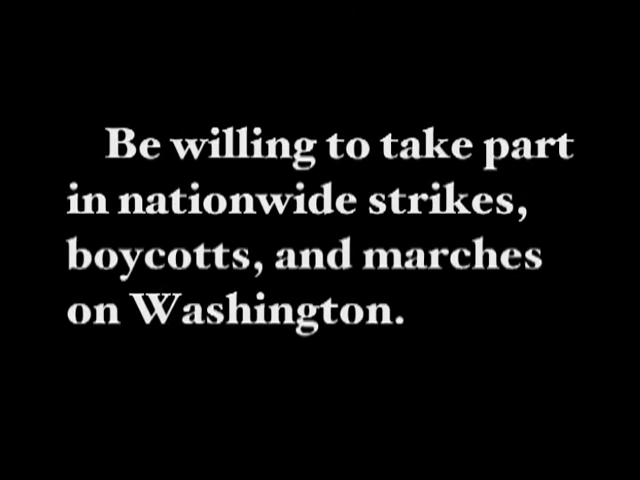 Be willing to take part
in nationwide strikes,
boycotts, and marches
on Washington.